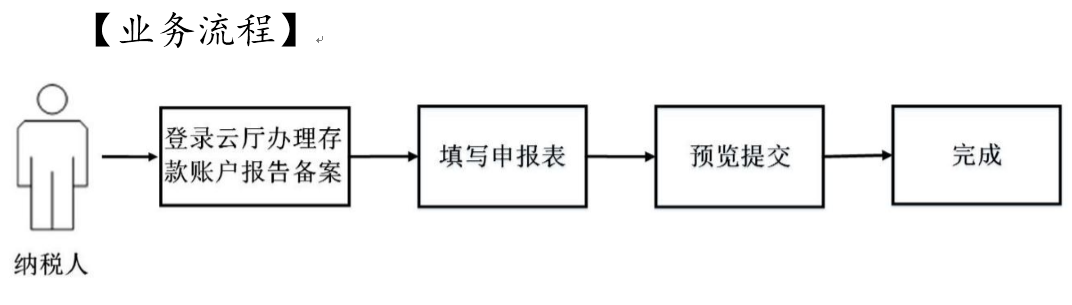 【业务流程】
登录云厅办理存
款账户报告备案
填写申报表
预览提交
完成
纳税人